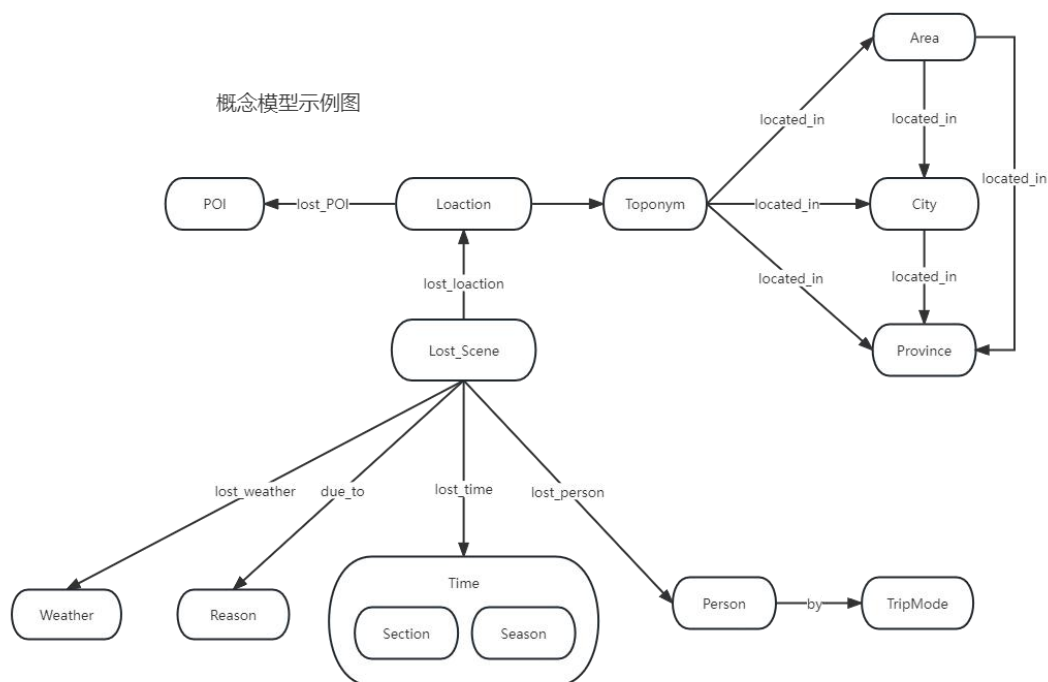 Area
概念模型示例图
located_in
located_in
located_in
POI
lost_POI
Loaction
Toponym
located_in
City
lost_loaction
located_in
located_in
Lost_Scene
Province
lost_weather
due_to
lost_time
lost_person
Time
Weather
Reason
Section
Season
Person
by
TripMode